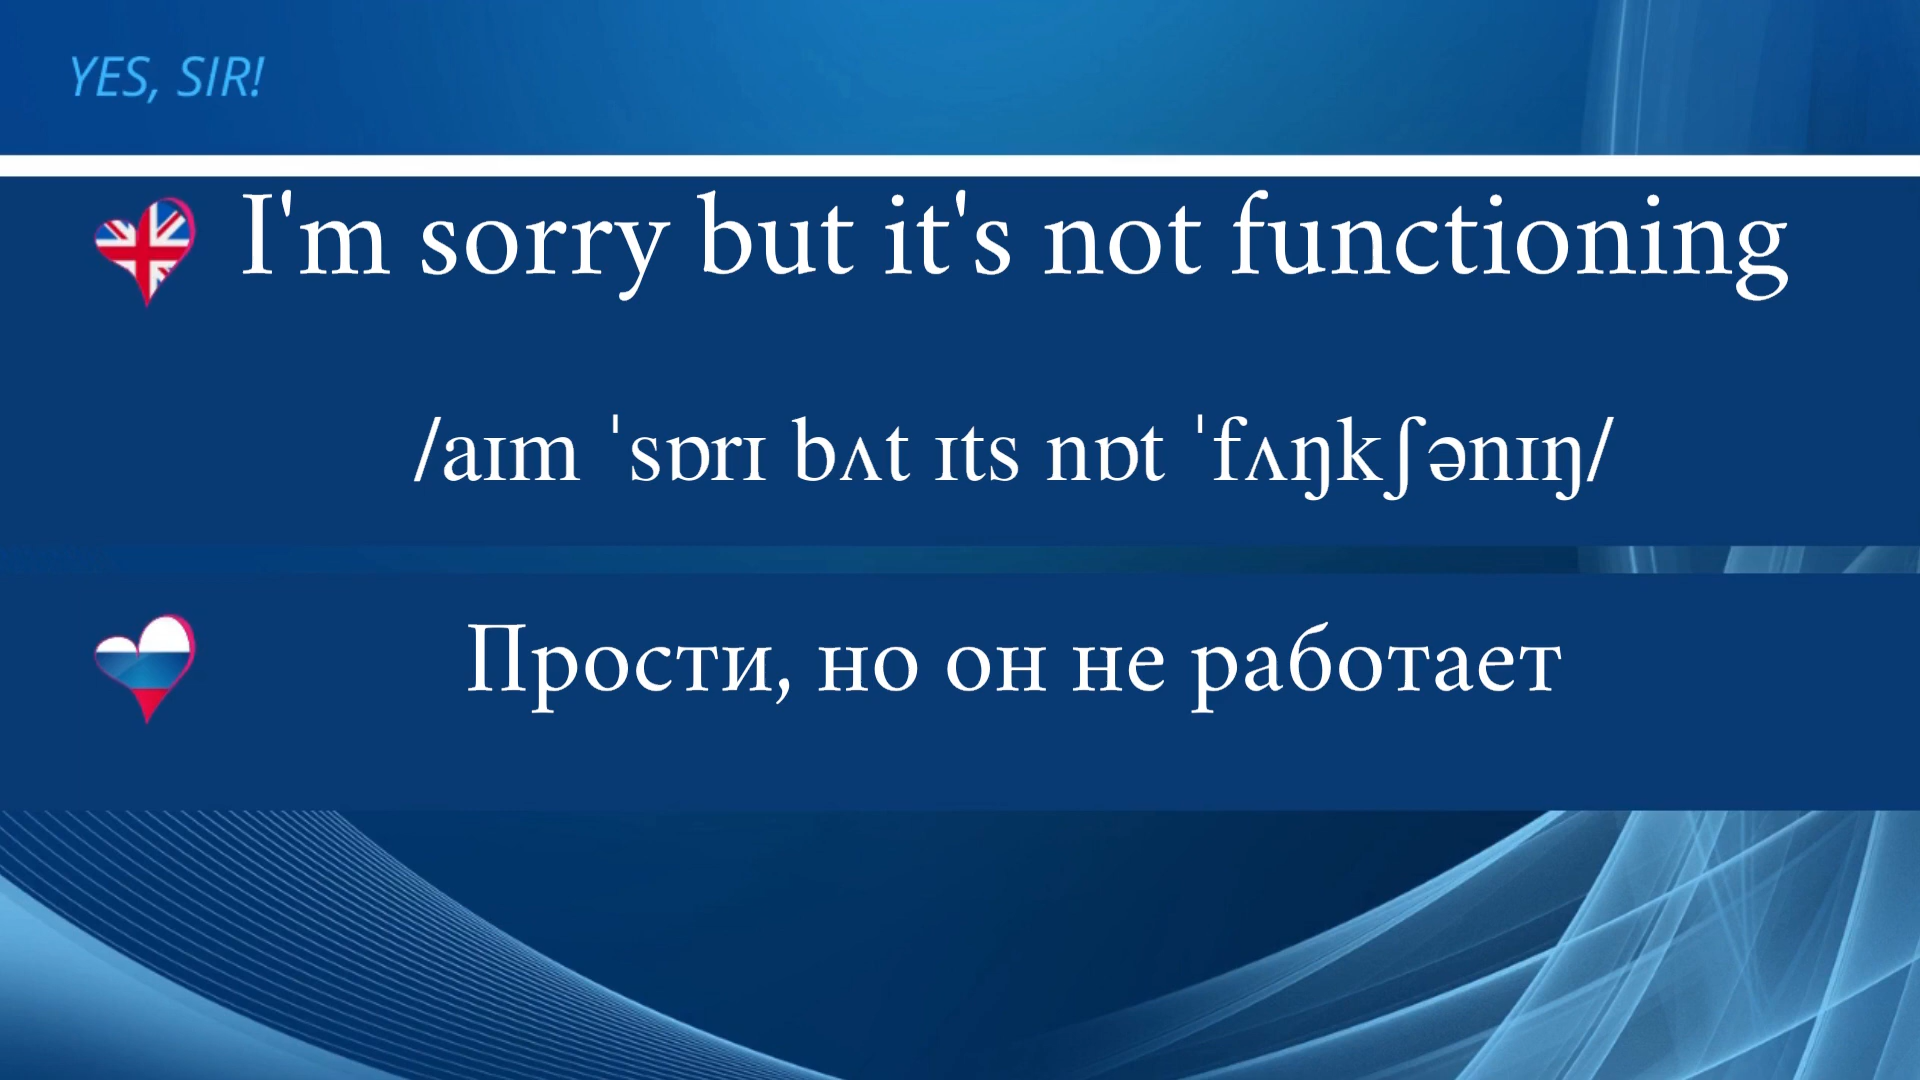 YES, SIR!
I'm sorry but it's not functioning
/aɪm ˈsɒrɪ bʌt ɪts nɒt ˈfʌŋkʃənɪŋ/
Прости, но он не работает